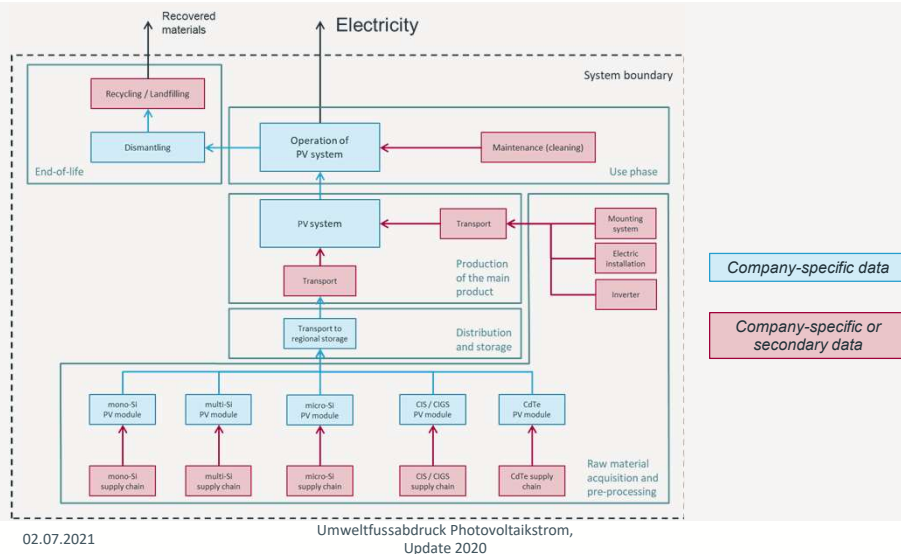 Recovered
materials
Electricity
System boundary
Recycling / Landfilling
Dismantling
End-of-life
Operation of
PV system
Maintenance (cleaning)
Use phase
PV system
Transport
Mounting
system
Electric
installation
Inverter
Transport
Production
of the main
product
Transport to
regional storage
Distribution
and storage
mono-Si
PV module
multi-Si
PV module
micro-Si
PV module
CIS / CIGS
PV module
CdTe
PV module
mono-Si
supply chain
multi-Si
supply chain
micro-Si
supply chain
CIS / CIGS
supply chain
CdTe supply
chain
Raw material
acquisition and
pre-processing
Company-specific data
Company-specific or
secondary data
02.07.2021
Umweltfussabdruck Photovoltaikstrom,
Update 2020